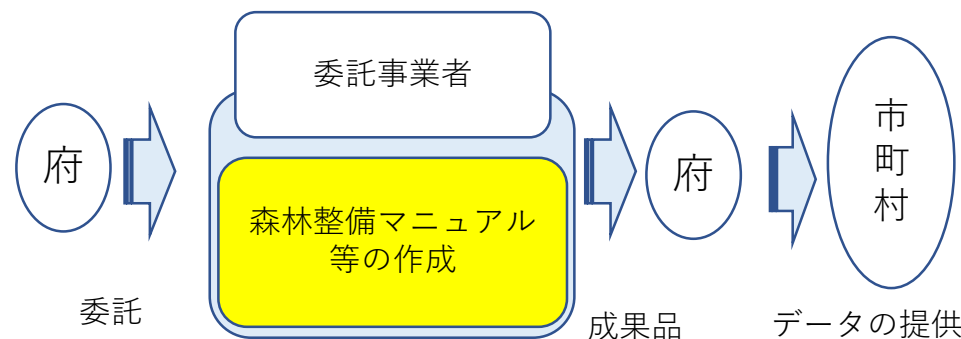 府
委託
委託事業者
森林整備マニュアル
等の作成
成果品
府
データの提供
市
町
村